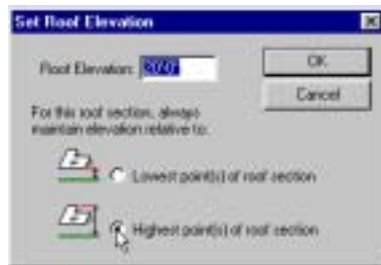 Set Roof Elevation
Roof Elevation:
OK
Cancel
For this roof section, always
maintain elevation relative to:
Lowest point(s) of roof section
Highest point(s) of roof section